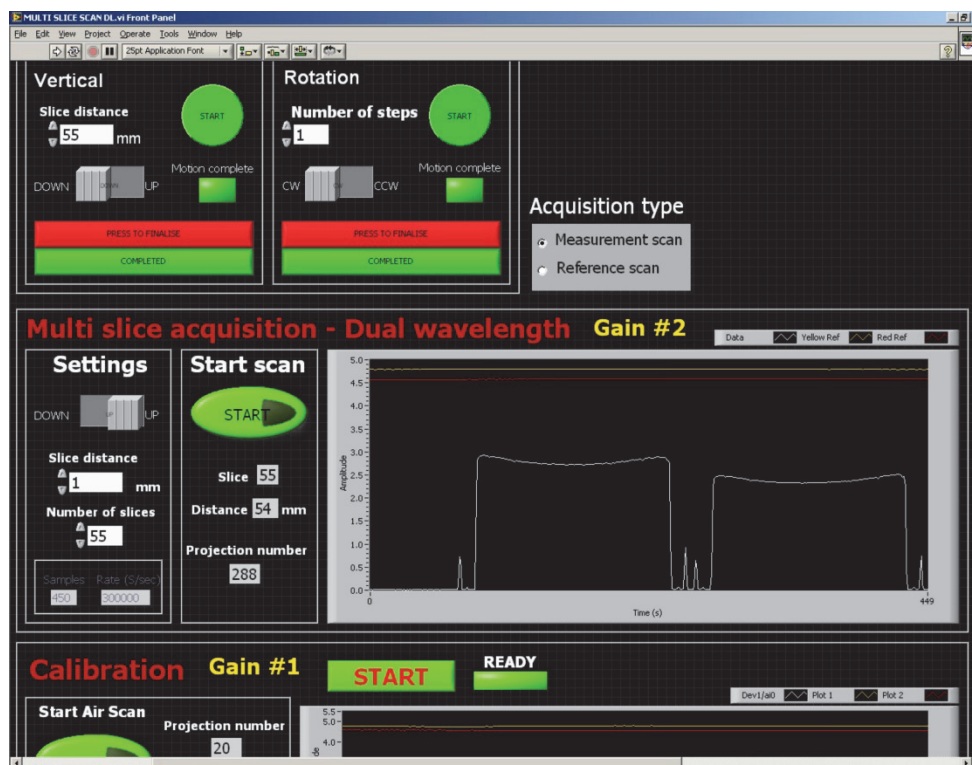 MULTI SLICE SCAN DL.vi Front Panel
File Edit View Project Operate Tools Window Help
25pt Application Font
Vertical
Slice distance
55 mm
START
Motion complete
DOWN DOWN UP
PRESS TO FINALISE
COMPLETED
Rotation
Number of steps
1
START
Motion complete
CW CW CCW
PRESS TO FINALISE
COMPLETED
Acquisition type
Measurement scan
Reference scan
Multi slice acquisition - Dual wavelength Gain #2
Settings
DOWN UP UP
Slice distance
1 mm
Number of slices
55
Samples Rate (S/sec)
450 300000
Start scan
START
Slice 55
Distance 54 mm
Projection number
288
Data Yellow Ref Red Ref
5.0
4.5
4.0
3.5
3.0
2.5
2.0
1.5
1.0
0.5
0.0
Amplitude
0 449
Time (s)
Calibration Gain #1
START
READY
Start Air Scan
Projection number
20
Dev1/ai0 Plot 1 Plot 2
5.5
5.0
4.0